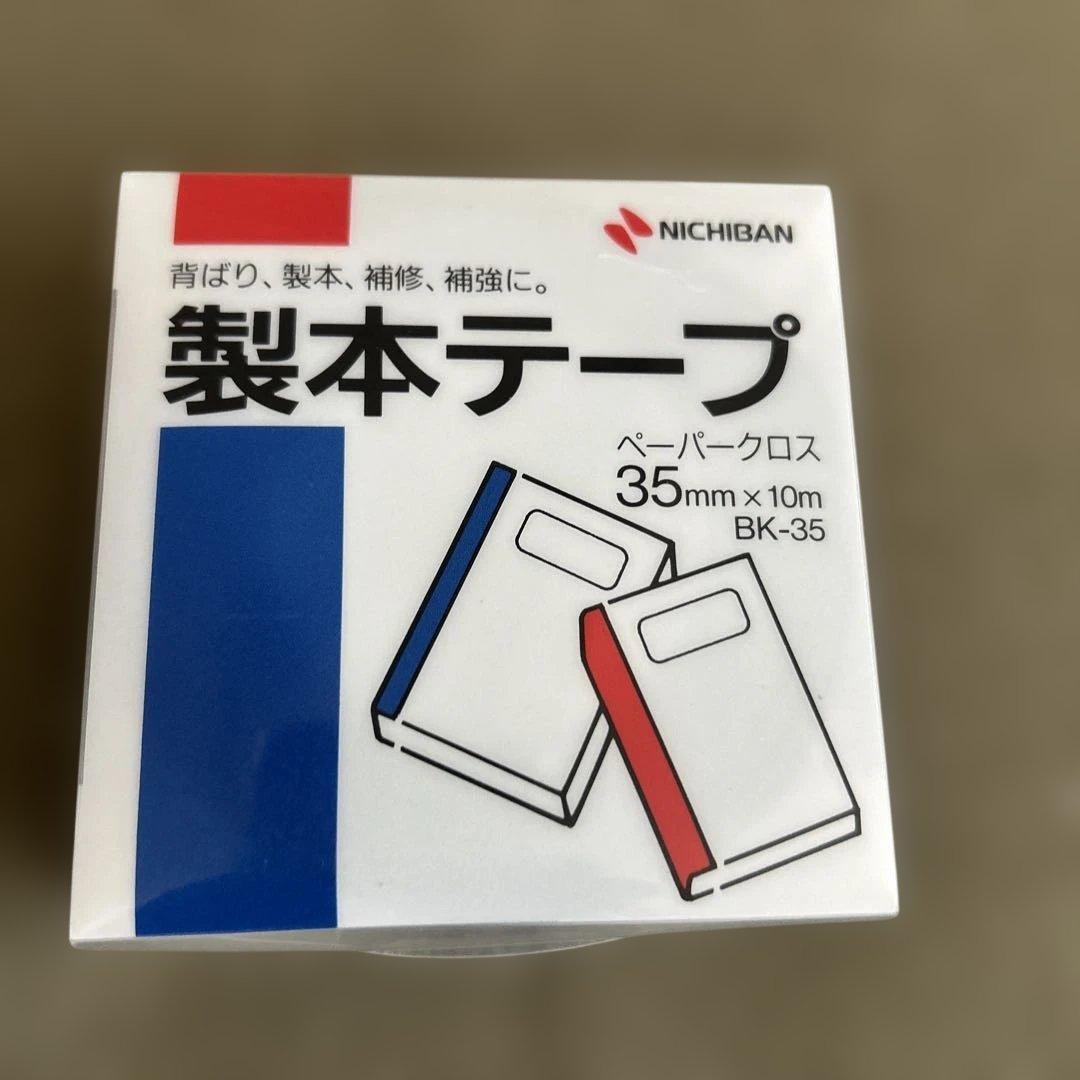 NICHIBAN
背ばり、製本、補修、補強に。
製本テープ
ペーパークロス
35mm×10m
BK-35